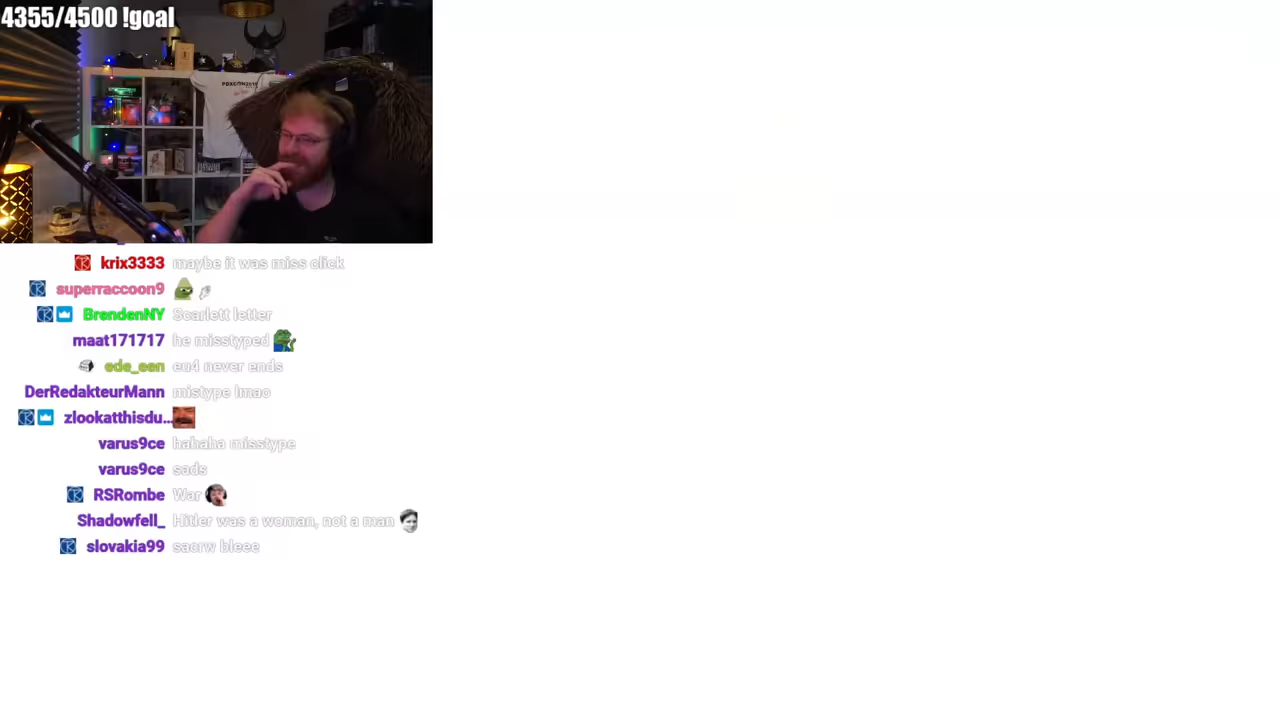 4355/4500 !goal
PDXCON2019
krix3333 maybe it was miss click
superraccoon9
BrendenNY Scarlett letter
maat171717 he misstyped
ede_een eu4 never ends
DerRedakteurMann mistype lmao
zlookatthisdu...
varus9ce hahaha misstype
varus9ce sads
RSRombe War
Shadowfell_ Hitler was a woman, not a man
slovakia99 sacrw bleee